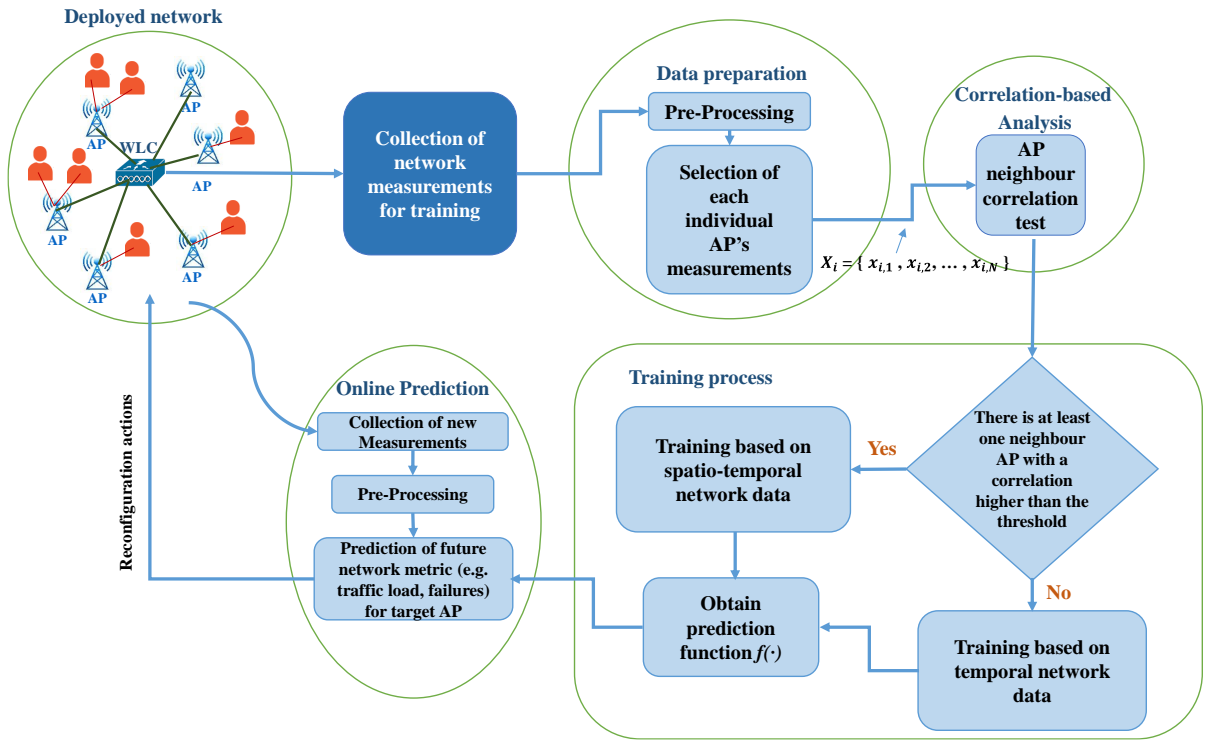 Deployed network
AP
AP
WLC
AP
AP
AP
AP
Collection of
network
measurements
for training
Data preparation
Pre-Processing
Selection of
each
individual
AP's
measurements
X_i = { x_{i,1} , x_{i,2}, … , x_{i,N} }
Correlation-based
Analysis
AP
neighbour
correlation
test
Training process
There is at least
one neighbour
AP with a
correlation
higher than the
threshold
Yes
No
Training based on
spatio-temporal
network data
Training based on
temporal network
data
Obtain
prediction
function f(·)
Online Prediction
Collection of new
Measurements
Pre-Processing
Prediction of future
network metric (e.g.
traffic load, failures)
for target AP
Reconfiguration actions